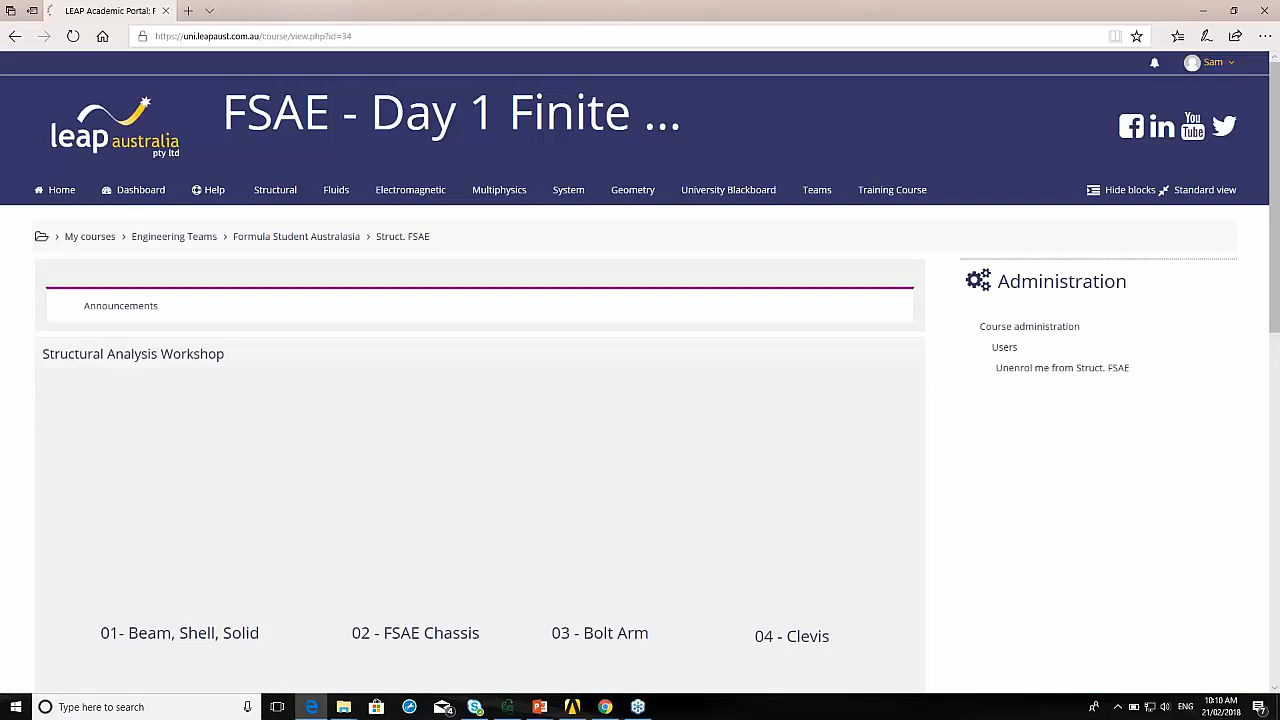 LEAP Academic Portal: F
https://uni.leapaust.com.au/course/view.php?id=34
Sam
FSAE - Day 1 Finite ...
leap australia
pty ltd
You
Tube
Home Dashboard Help Structural Fluids Electromagnetic Multiphysics System Geometry University Blackboard Teams Training Course Hide blocks Standard view
My courses Engineering Teams Formula Student Australasia Struct. FSAE
Administration
Announcements
Course administration
Users
Unenrol me from Struct. FSAE
Structural Analysis Workshop
01- Beam, Shell, Solid 02 - FSAE Chassis 03 - Bolt Arm 04 - Clevis
Type here to search
ENG
10:10 AM
21/02/2018